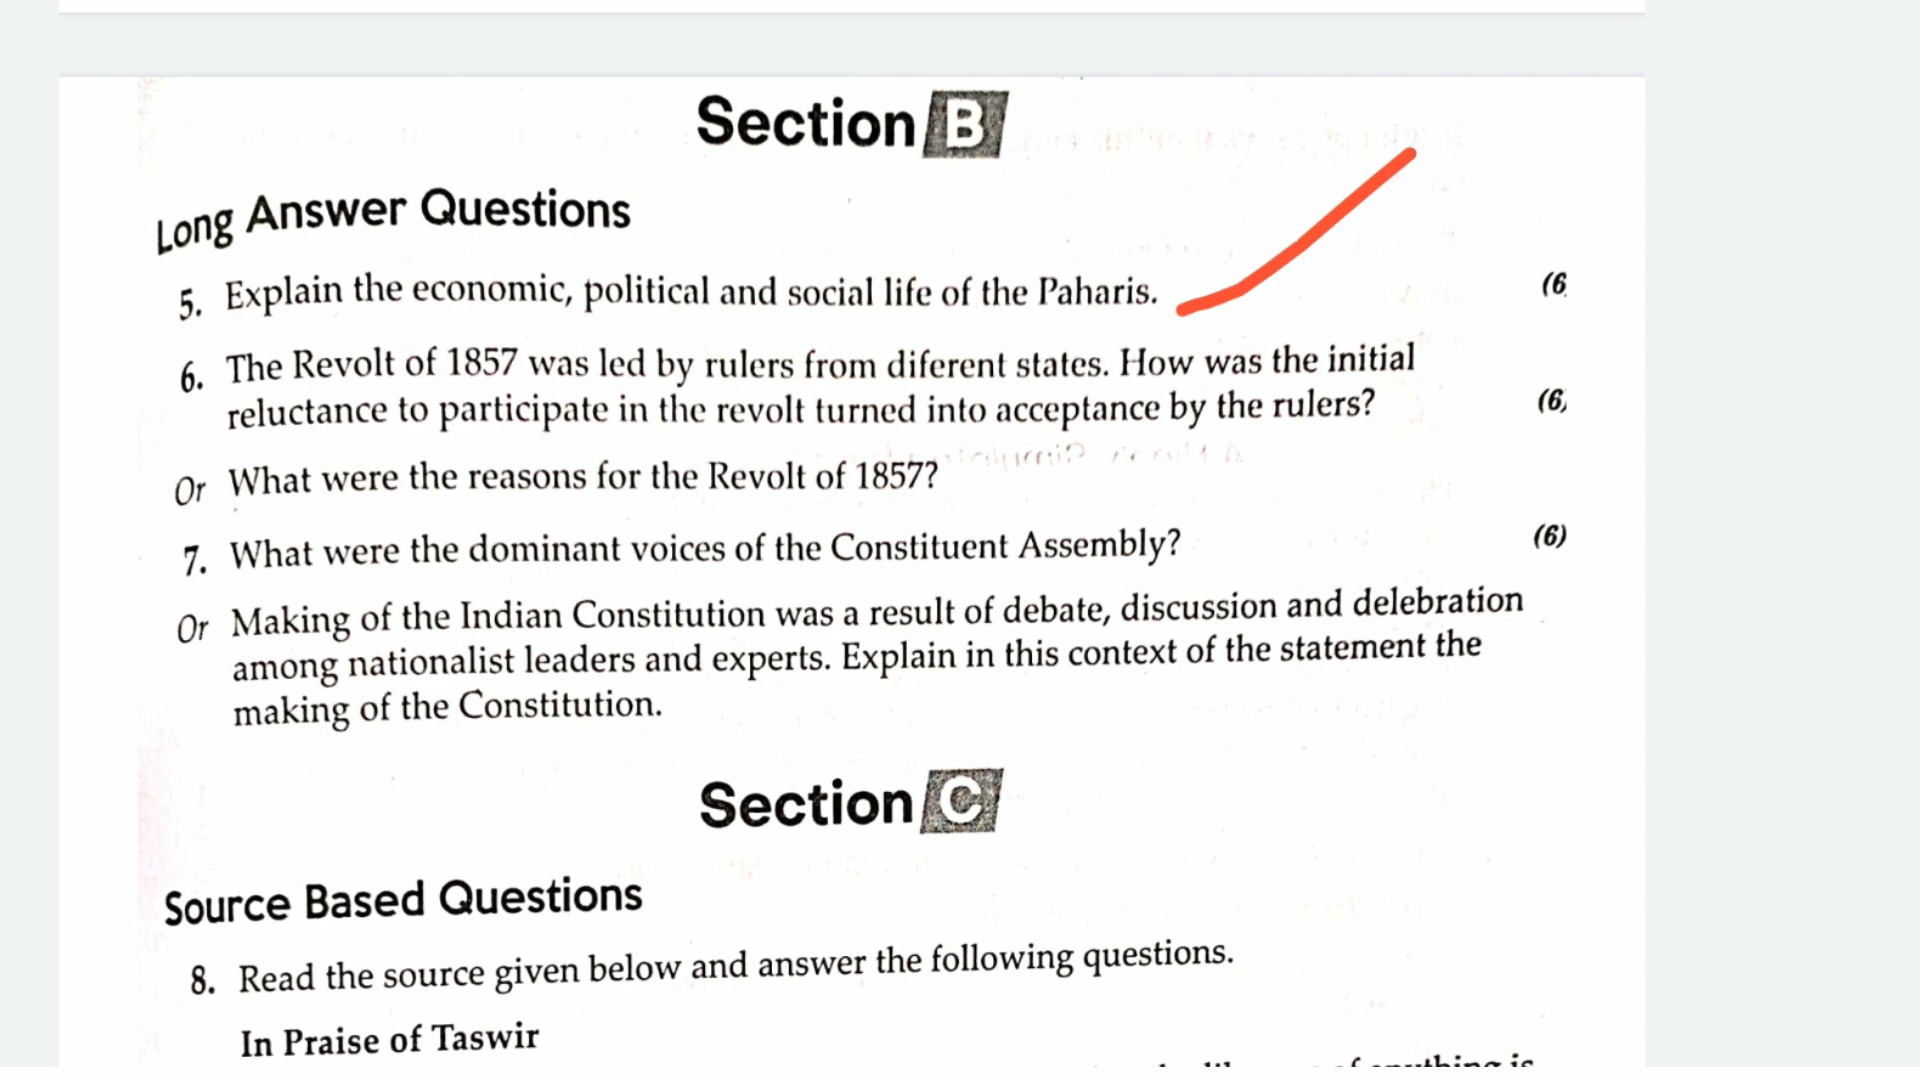 Section B
Long Answer Questions
5. Explain the economic, political and social life of the Paharis. (6
6. The Revolt of 1857 was led by rulers from diferent states. How was the initial
reluctance to participate in the revolt turned into acceptance by the rulers? (6)
Or What were the reasons for the Revolt of 1857?
7. What were the dominant voices of the Constituent Assembly? (6)
Or Making of the Indian Constitution was a result of debate, discussion and delebration
among nationalist leaders and experts. Explain in this context of the statement the
making of the Constitution.
Section C
Source Based Questions
8. Read the source given below and answer the following questions.
In Praise of Taswir
of anything is